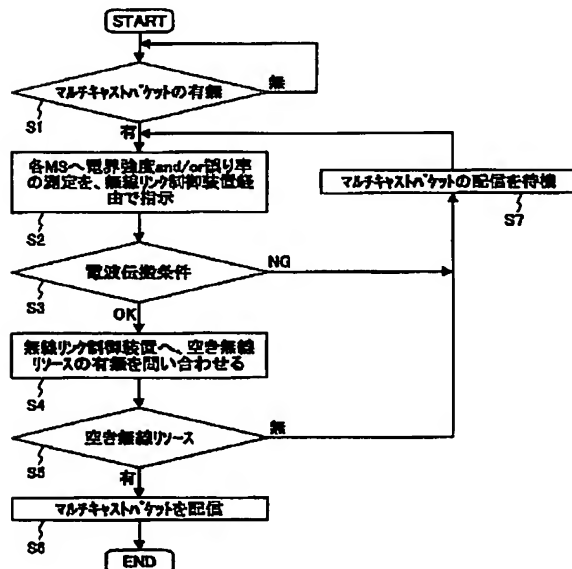 START
マルチキャストパケットの有無
無
S1
有
各MSへ電界強度and/or誤り率
の測定を、無線リンク制御装置経
由で指示
マルチキャストパケットの配信を待機
S2
S7
電波伝搬条件
NG
S3
OK
無線リンク制御装置へ、空き無線
リソースの有無を問い合わせる
S4
空き無線リソース
無
S5
有
マルチキャストパケットを配信
S6
END